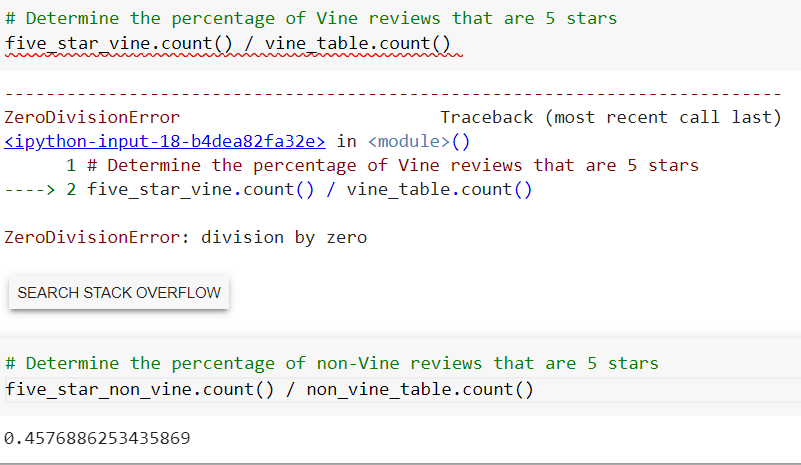 # Determine the percentage of Vine reviews that are 5 stars
five_star_vine.count() / vine_table.count()
---------------------------------------------------------------------------
ZeroDivisionError                         Traceback (most recent call last)
<ipython-input-18-b4dea82fa32e> in <module>()
      1 # Determine the percentage of Vine reviews that are 5 stars
----> 2 five_star_vine.count() / vine_table.count()
ZeroDivisionError: division by zero
SEARCH STACK OVERFLOW
# Determine the percentage of non-Vine reviews that are 5 stars
five_star_non_vine.count() / non_vine_table.count()
0.4576886253435869